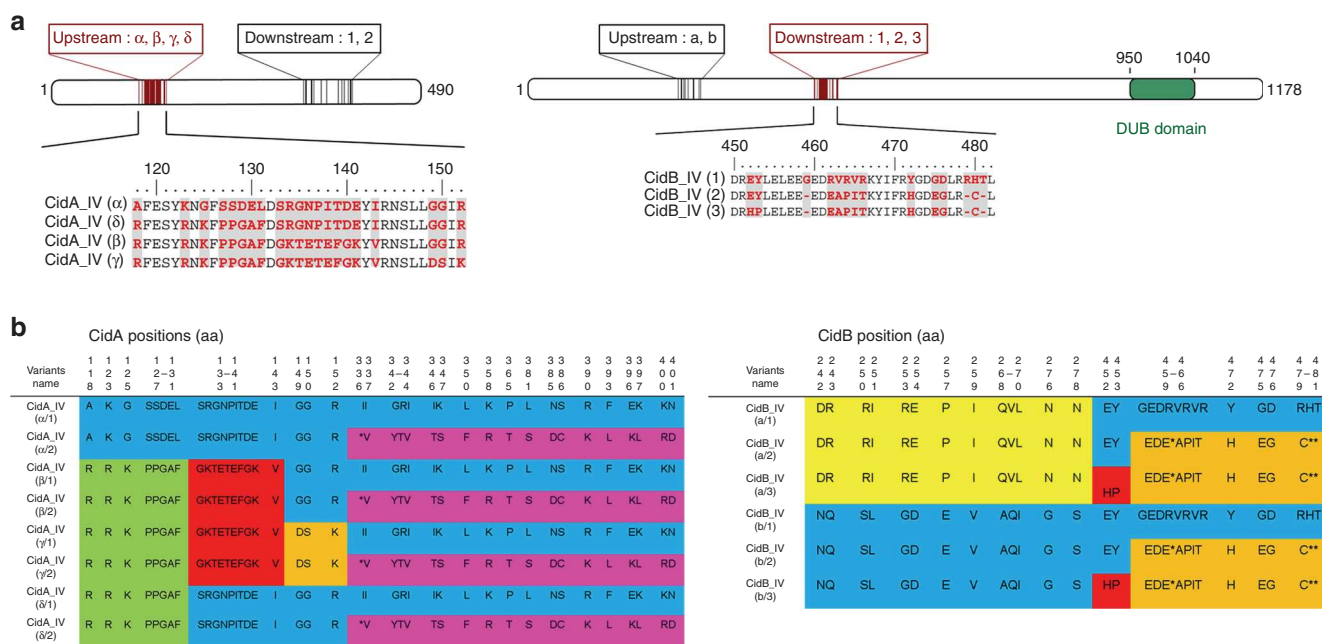 a
Upstream : α, β, γ, δ
Downstream : 1, 2
1
490
120 130 140 150
CidA_IV (α) AFESYKNGFSSDELDSRGNPITDEYIRNSLLGGIR
CidA_IV (δ) RFESYRNKFPPGAFDSRGNPITDEYIRNSLLGGIR
CidA_IV (β) RFESYRNKFPPGAFDGKTETEFGKYVRNSLLGGIR
CidA_IV (γ) RFESYRNKFPPGAFDGKTETEFGKYVRNSLLDSIK
Upstream : a, b
Downstream : 1, 2, 3
950 1040
1
1178
DUB domain
450 460 470 480
CidB_IV (1) DREYLELEEGEDRVRVRKYIFRYGDGDLRRHTL
CidB_IV (2) DREYLELEE-EDEAPITKYIFRHGDEGLR-C-L
CidB_IV (3) DRHPLELEE-EDEAPITKYIFRHGDEGLR-C-L
b
CidA positions (aa)
Variants name
CidA_IV (α/1) A K G SSDEL SRGNPITDE I GG R II GRI IK L K P L NS R F EK KN
CidA_IV (α/2) A K G SSDEL SRGNPITDE I GG R *V YTV TS F R T S DC K L KL RD
CidA_IV (β/1) R R K PPGAF GKTETEFGK V GG R II GRI IK L K P L NS R F EK KN
CidA_IV (β/2) R R K PPGAF GKTETEFGK V GG R *V YTV TS F R T S DC K L KL RD
CidA_IV (γ/1) R R K PPGAF GKTETEFGK V DS K II GRI IK L K P L NS R F EK KN
CidA_IV (γ/2) R R K PPGAF GKTETEFGK V DS K *V YTV TS F R T S DC K L KL RD
CidA_IV (δ/1) R R K PPGAF SRGNPITDE I GG R II GRI IK L K P L NS R F EK KN
CidA_IV (δ/2) R R K PPGAF SRGNPITDE I GG R *V YTV TS F R T S DC K L KL RD
CidB position (aa)
Variants name
CidB_IV (a/1) DR RI RE P I QVL N N EY GEDRVRVR Y GD RHT
CidB_IV (a/2) DR RI RE P I QVL N N EY EDE*APIT H EG C**
CidB_IV (a/3) DR RI RE P I QVL N N HP EDE*APIT H EG C**
CidB_IV (b/1) NQ SL GD E V AQI G S EY GEDRVRVR Y GD RHT
CidB_IV (b/2) NQ SL GD E V AQI G S EY EDE*APIT H EG C**
CidB_IV (b/3) NQ SL GD E V AQI G S HP EDE*APIT H EG C**